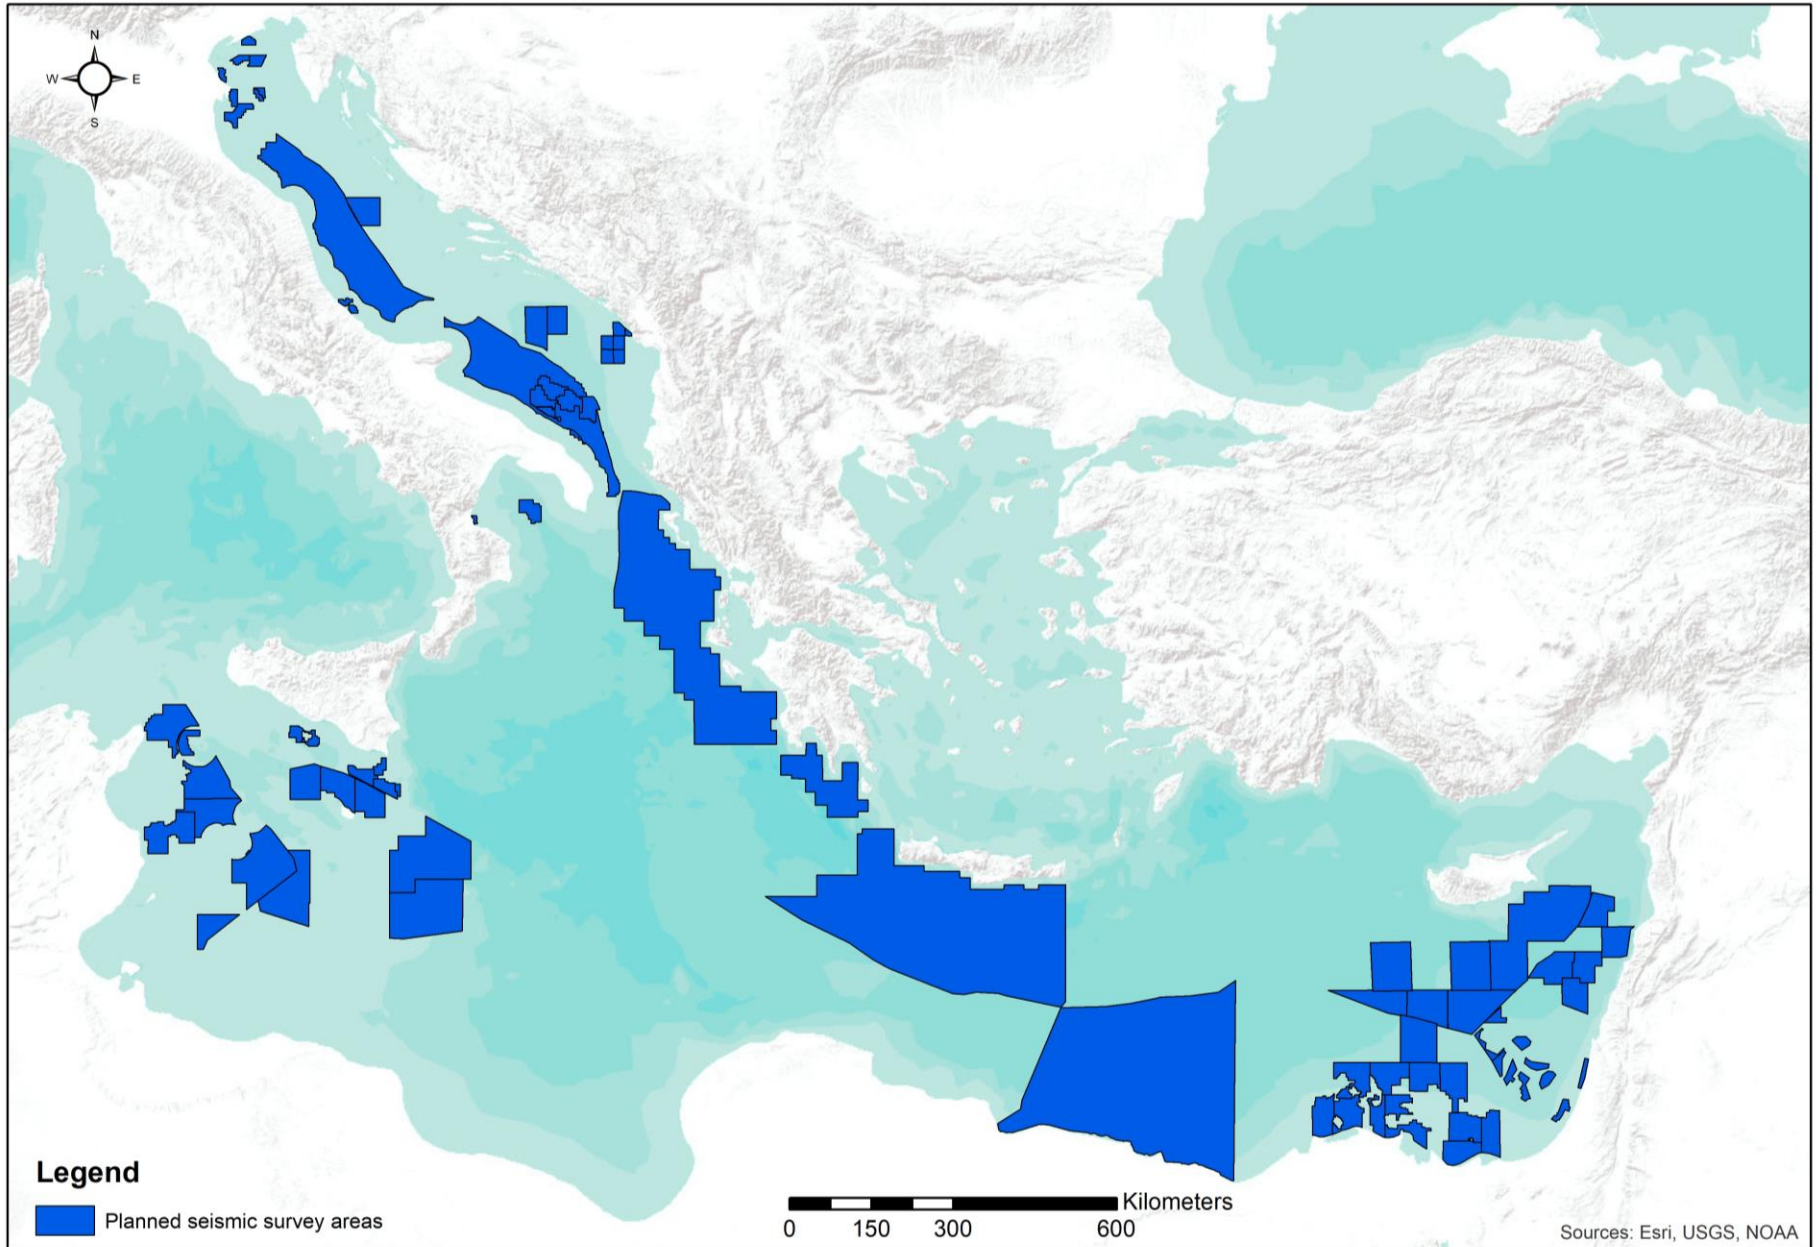 N
W E
S
Legend
Planned seismic survey areas
Kilometers
0 150 300 600
Sources: Esri, USGS, NOAA